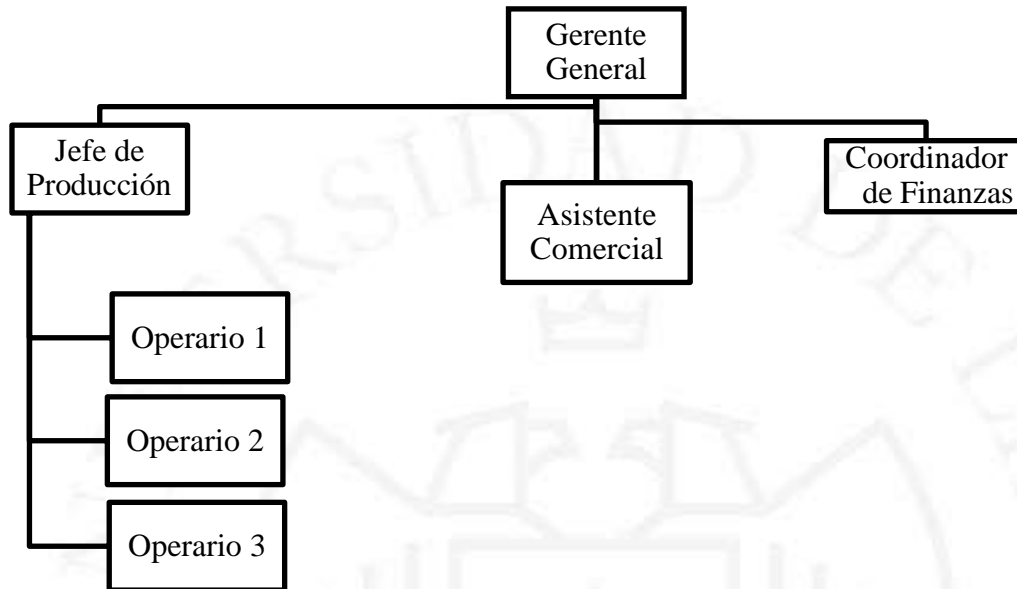 Gerente
General
Jefe de
Producción
Asistente
Comercial
Coordinador
de Finanzas
Operario 1
Operario 2
Operario 3